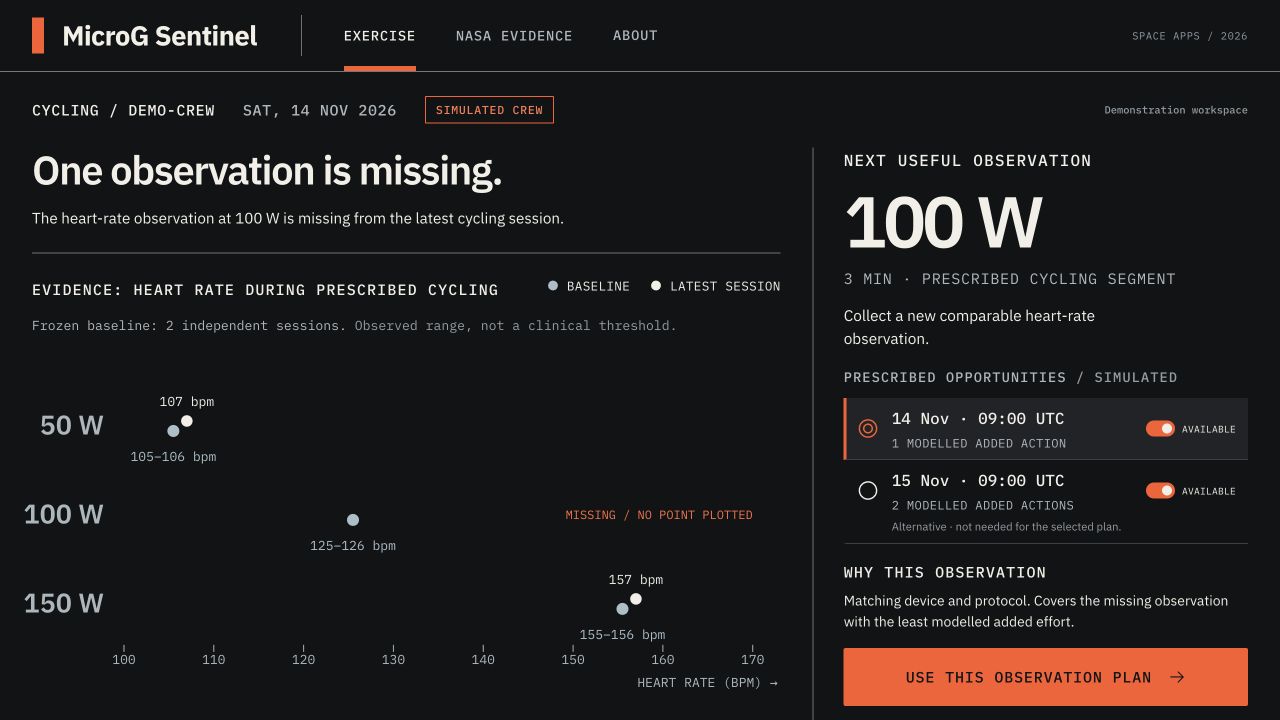 MicroG Sentinel
EXERCISE
NASA EVIDENCE
ABOUT
SPACE APPS / 2026
CYCLING / DEMO-CREW
SAT, 14 NOV 2026
SIMULATED CREW
Demonstration workspace
One observation is missing.
The heart-rate observation at 100 W is missing from the latest cycling session.
EVIDENCE: HEART RATE DURING PRESCRIBED CYCLING
BASELINE
LATEST SESSION
Frozen baseline: 2 independent sessions. Observed range, not a clinical threshold.
107 bpm
50 W
105–106 bpm
100 W
MISSING / NO POINT PLOTTED
125–126 bpm
157 bpm
150 W
155–156 bpm
100 110 120 130 140 150 160 170
HEART RATE (BPM) →
NEXT USEFUL OBSERVATION
100 W
3 MIN · PRESCRIBED CYCLING SEGMENT
Collect a new comparable heart-rate
observation.
PRESCRIBED OPPORTUNITIES / SIMULATED
14 Nov · 09:00 UTC
AVAILABLE
1 MODELLED ADDED ACTION
15 Nov · 09:00 UTC
AVAILABLE
2 MODELLED ADDED ACTIONS
Alternative · not needed for the selected plan.
WHY THIS OBSERVATION
Matching device and protocol. Covers the missing observation
with the least modelled added effort.
USE THIS OBSERVATION PLAN →